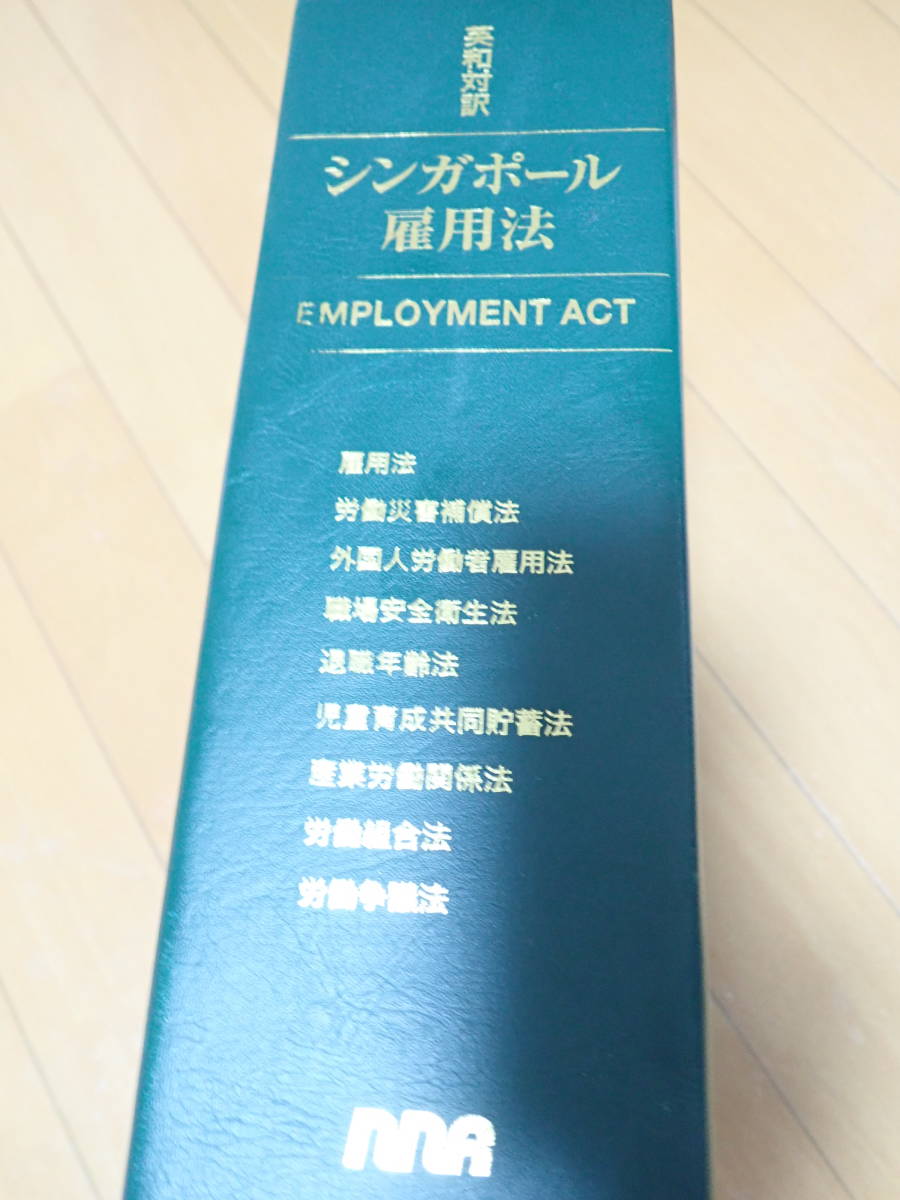 英和対訳
シンガポール
雇用法
EMPLOYMENT ACT
雇用法
労働災害補償法
外国人労働者雇用法
職場安全衛生法
退職年齢法
児童育成共同貯蓄法
産業労働関係法
労働組合法
労働争議法
NNA